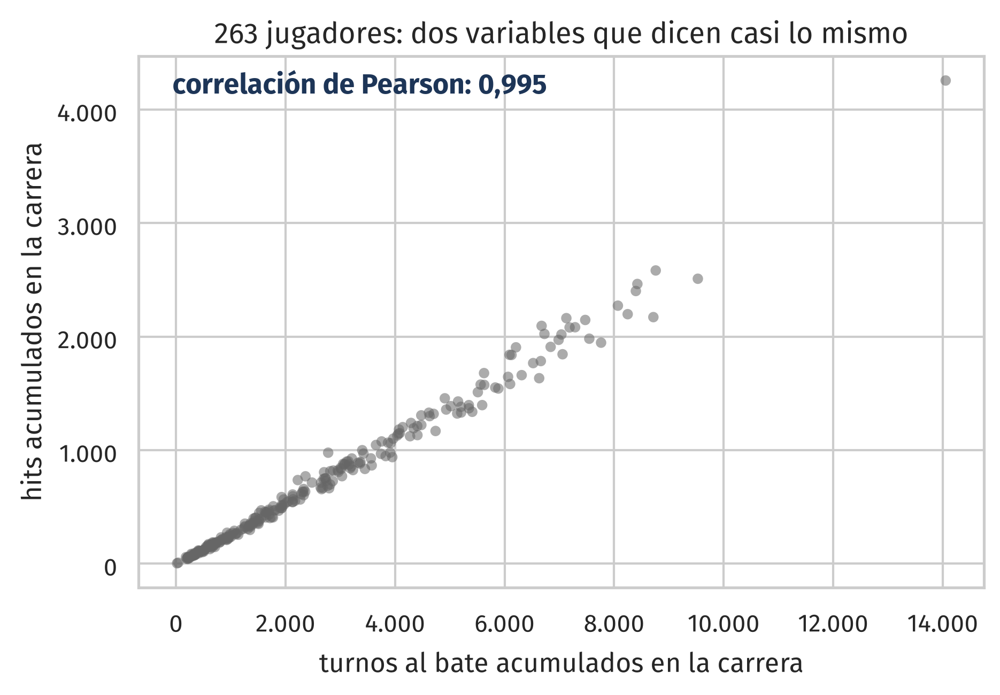 263 jugadores: dos variables que dicen casi lo mismo
correlación de Pearson: 0,995
hits acumulados en la carrera
4.000
3.000
2.000
1.000
0
0 2.000 4.000 6.000 8.000 10.000 12.000 14.000
turnos al bate acumulados en la carrera